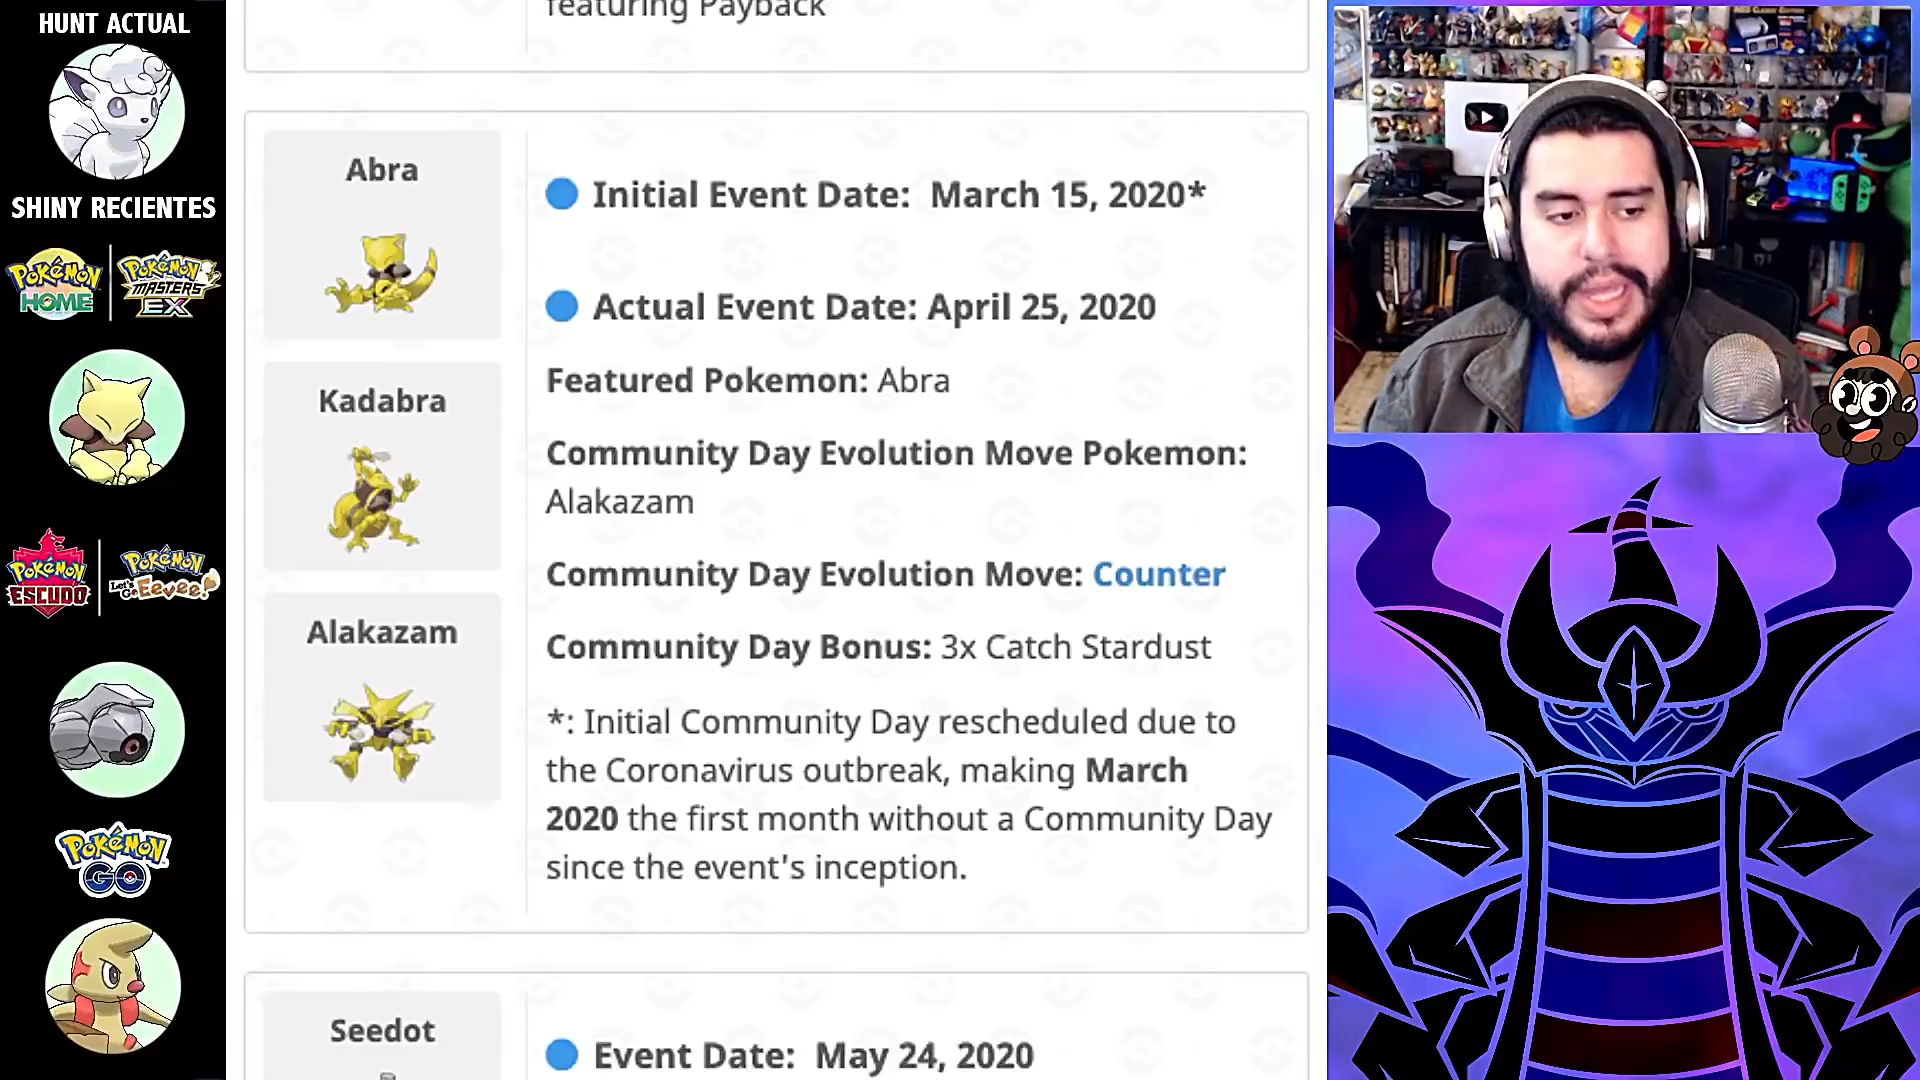 HUNT ACTUAL
SHINY RECIENTES
POKÉMON
HOME
POKÉMON
MASTERS
EX
POKÉMON
ESCUDO
POKÉMON
Let's Go Eevee!
POKÉMON
GO
featuring Payback
Abra
Initial Event Date: March 15, 2020*
Actual Event Date: April 25, 2020
Featured Pokemon: Abra
Kadabra
Community Day Evolution Move Pokemon:
Alakazam
Community Day Evolution Move: Counter
Alakazam
Community Day Bonus: 3x Catch Stardust
*: Initial Community Day rescheduled due to
the Coronavirus outbreak, making March
2020 the first month without a Community Day
since the event's inception.
Seedot
Event Date: May 24, 2020